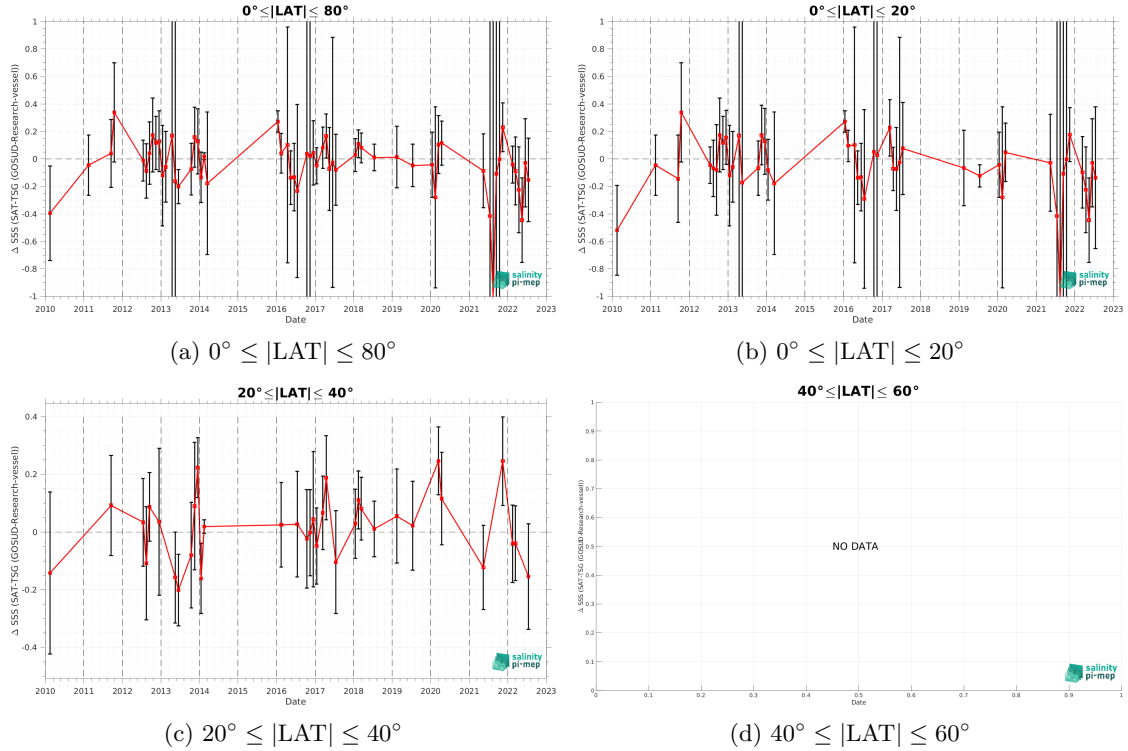 0°≤|LAT|≤ 80°
Δ SSS (SAT-TSG (GOSUD-Research-vessel))
1
0.8
0.6
0.4
0.2
0
-0.2
-0.4
-0.6
-0.8
-1
2010 2011 2012 2013 2014 2015 2016 2017 2018 2019 2020 2021 2022 2023
Date
salinity
pi-mep
(a) 0° ≤ |LAT| ≤ 80°
0°≤|LAT|≤ 20°
Δ SSS (SAT-TSG (GOSUD-Research-vessel))
1
0.8
0.6
0.4
0.2
0
-0.2
-0.4
-0.6
-0.8
-1
2010 2011 2012 2013 2014 2015 2016 2017 2018 2019 2020 2021 2022 2023
Date
salinity
pi-mep
(b) 0° ≤ |LAT| ≤ 20°
20°≤|LAT|≤ 40°
Δ SSS (SAT-TSG (GOSUD-Research-vessel))
0.4
0.2
0
-0.2
-0.4
2010 2011 2012 2013 2014 2015 2016 2017 2018 2019 2020 2021 2022 2023
Date
salinity
pi-mep
(c) 20° ≤ |LAT| ≤ 40°
40°≤|LAT|≤ 60°
Δ SSS (SAT-TSG (GOSUD-Research-vessel))
1
0.9
0.8
0.7
0.6
0.5
0.4
0.3
0.2
0.1
0
NO DATA
0 0.1 0.2 0.3 0.4 0.5 0.6 0.7 0.8 0.9 1
Date
salinity
pi-mep
(d) 40° ≤ |LAT| ≤ 60°